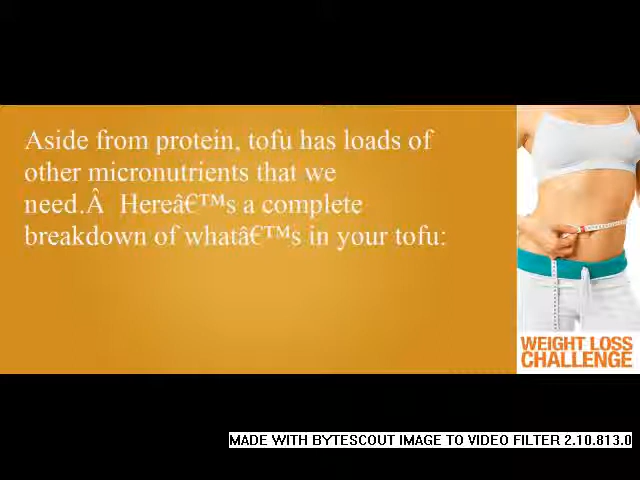 Aside from protein, tofu has loads of
other micronutrients that we
need.Â  Hereâ€™s a complete
breakdown of whatâ€™s in your tofu:
WEIGHT LOSS
CHALLENGE
MADE WITH BYTESCOUT IMAGE TO VIDEO FILTER 2.10.813.0